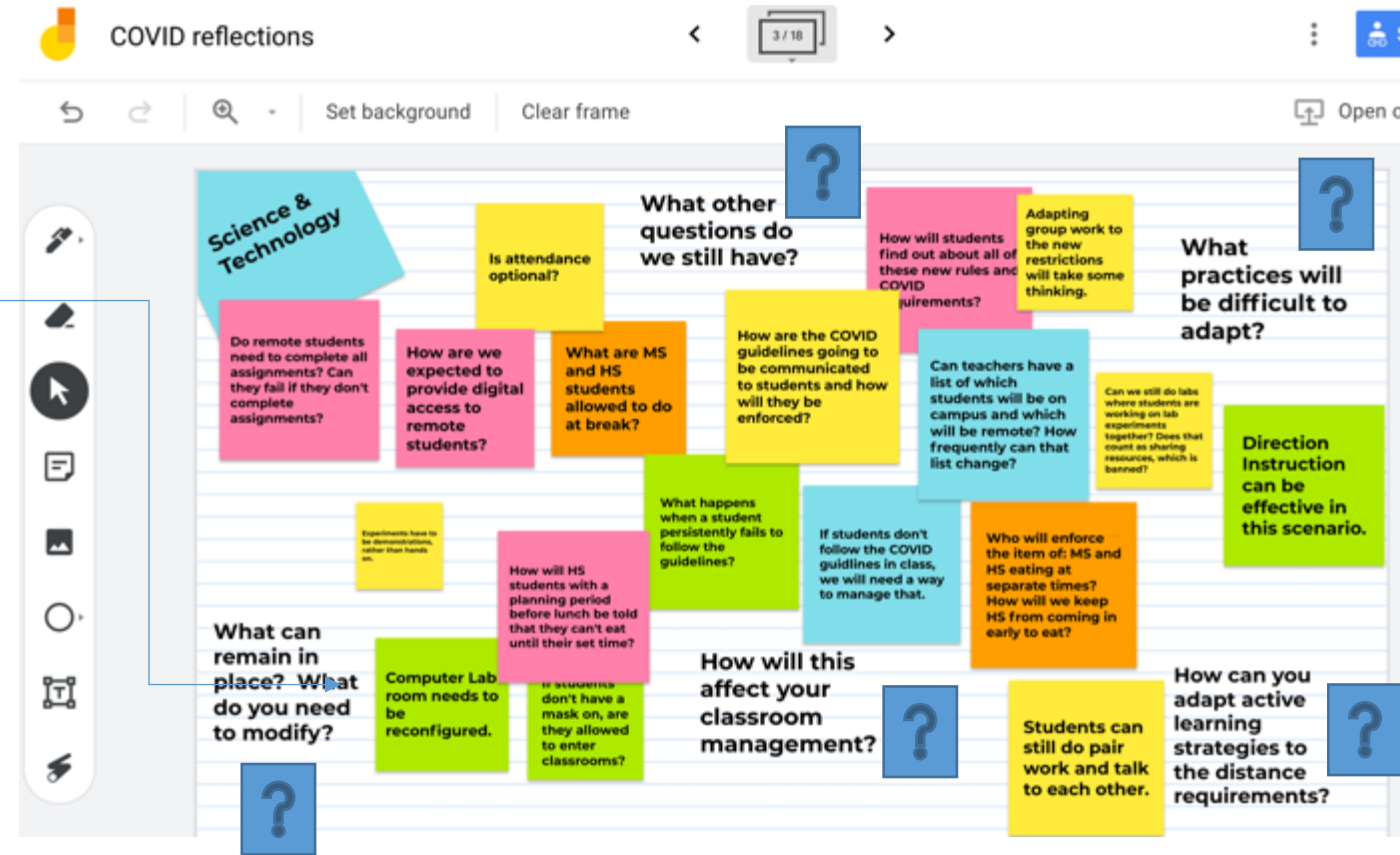 COVID reflections
3 / 18
Set background
Clear frame
Open o
Science &
Technology
Is attendance
optional?
What other
questions do
we still have?
How will students
find out about all of
these new rules and
COVID
quirements?
Adapting
group work to
the new
restrictions
will take some
thinking.
What
practices will
be difficult to
adapt?
Do remote students
need to complete all
assignments? Can
they fail if they don't
complete
assignments?
How are we
expected to
provide digital
access to
remote
students?
What are MS
and HS
students
allowed to do
at break?
How are the COVID
guidelines going to
be communicated
to students and how
will they be
enforced?
Can teachers have a
list of which
students will be on
campus and which
will be remote? How
frequently can that
list change?
Can we still do labs
where students are
working on lab
experiments
together? Does that
count as sharing
resources, which is
banned?
Direction
Instruction
can be
effective in
this scenario.
Experiments have to
be demonstrations,
rather than hands
on.
How will HS
students with a
planning period
before lunch be told
that they can't eat
until their set time?
What happens
when a student
persistently fails to
follow the
guidelines?
If students don't
follow the COVID
guidlines in class,
we will need a way
to manage that.
Who will enforce
the item of: MS and
HS eating at
separate times?
How will we keep
HS from coming in
early to eat?
What can
remain in
place? What
do you need
to modify?
Computer Lab
room needs to
be
reconfigured.
If students
don't have a
mask on, are
they allowed
to enter
classrooms?
How will this
affect your
classroom
management?
Students can
still do pair
work and talk
to each other.
How can you
adapt active
learning
strategies to
the distance
requirements?
?
?
?
?
?